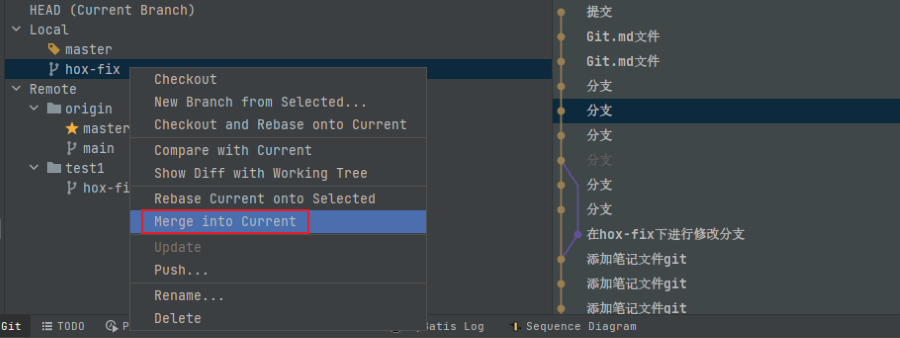 HEAD (Current Branch)
Local
master
hox-fix
Remote
origin
master
main
test1
hox-fi
Checkout
New Branch from Selected...
Checkout and Rebase onto Current
Compare with Current
Show Diff with Working Tree
Rebase Current onto Selected
Merge into Current
Update
Push...
Rename...
Delete
提交
Git.md文件
Git.md文件
分支
分支
分支
分支
分支
分支
在hox-fix下进行修改分支
添加笔记文件git
添加笔记文件git
添加笔记文件git
Git
TODO
P
Batis Log
Sequence Diagram